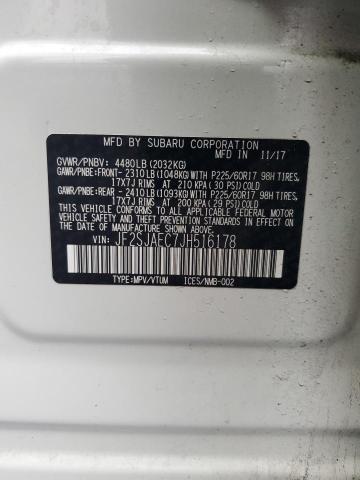 MFD BY SUBARU CORPORATION
GVWR/PNBV: 4480LB(2032KG) IN 11/17
GAWR/PNBE:FRONT- 2310LB(1048KG)WITH P225/60R17 98H TIRES,
17X7J RIMS AT 210 KPA(30 PSI)COLD
GAWR/PNBE:REAR - 2410LB(1093KG)WITH P225/60R17 98H TIRES,
17X7J RIMS AT 200 KPA(29 PSI)COLD
THIS VEHICLE CONFORMS TO ALL APPLICABLE FEDERAL MOTOR VEHICLE
SAFETY, BUMPER, AND THEFT PREVENTION STANDARDS IN EFFECT ON THE
DATE OF MANUFACTURE SHOWN ABOVE.
VIN: JF2SJAEC7JH516178
TYPE:MPV/VTUM ICES/NMB-002